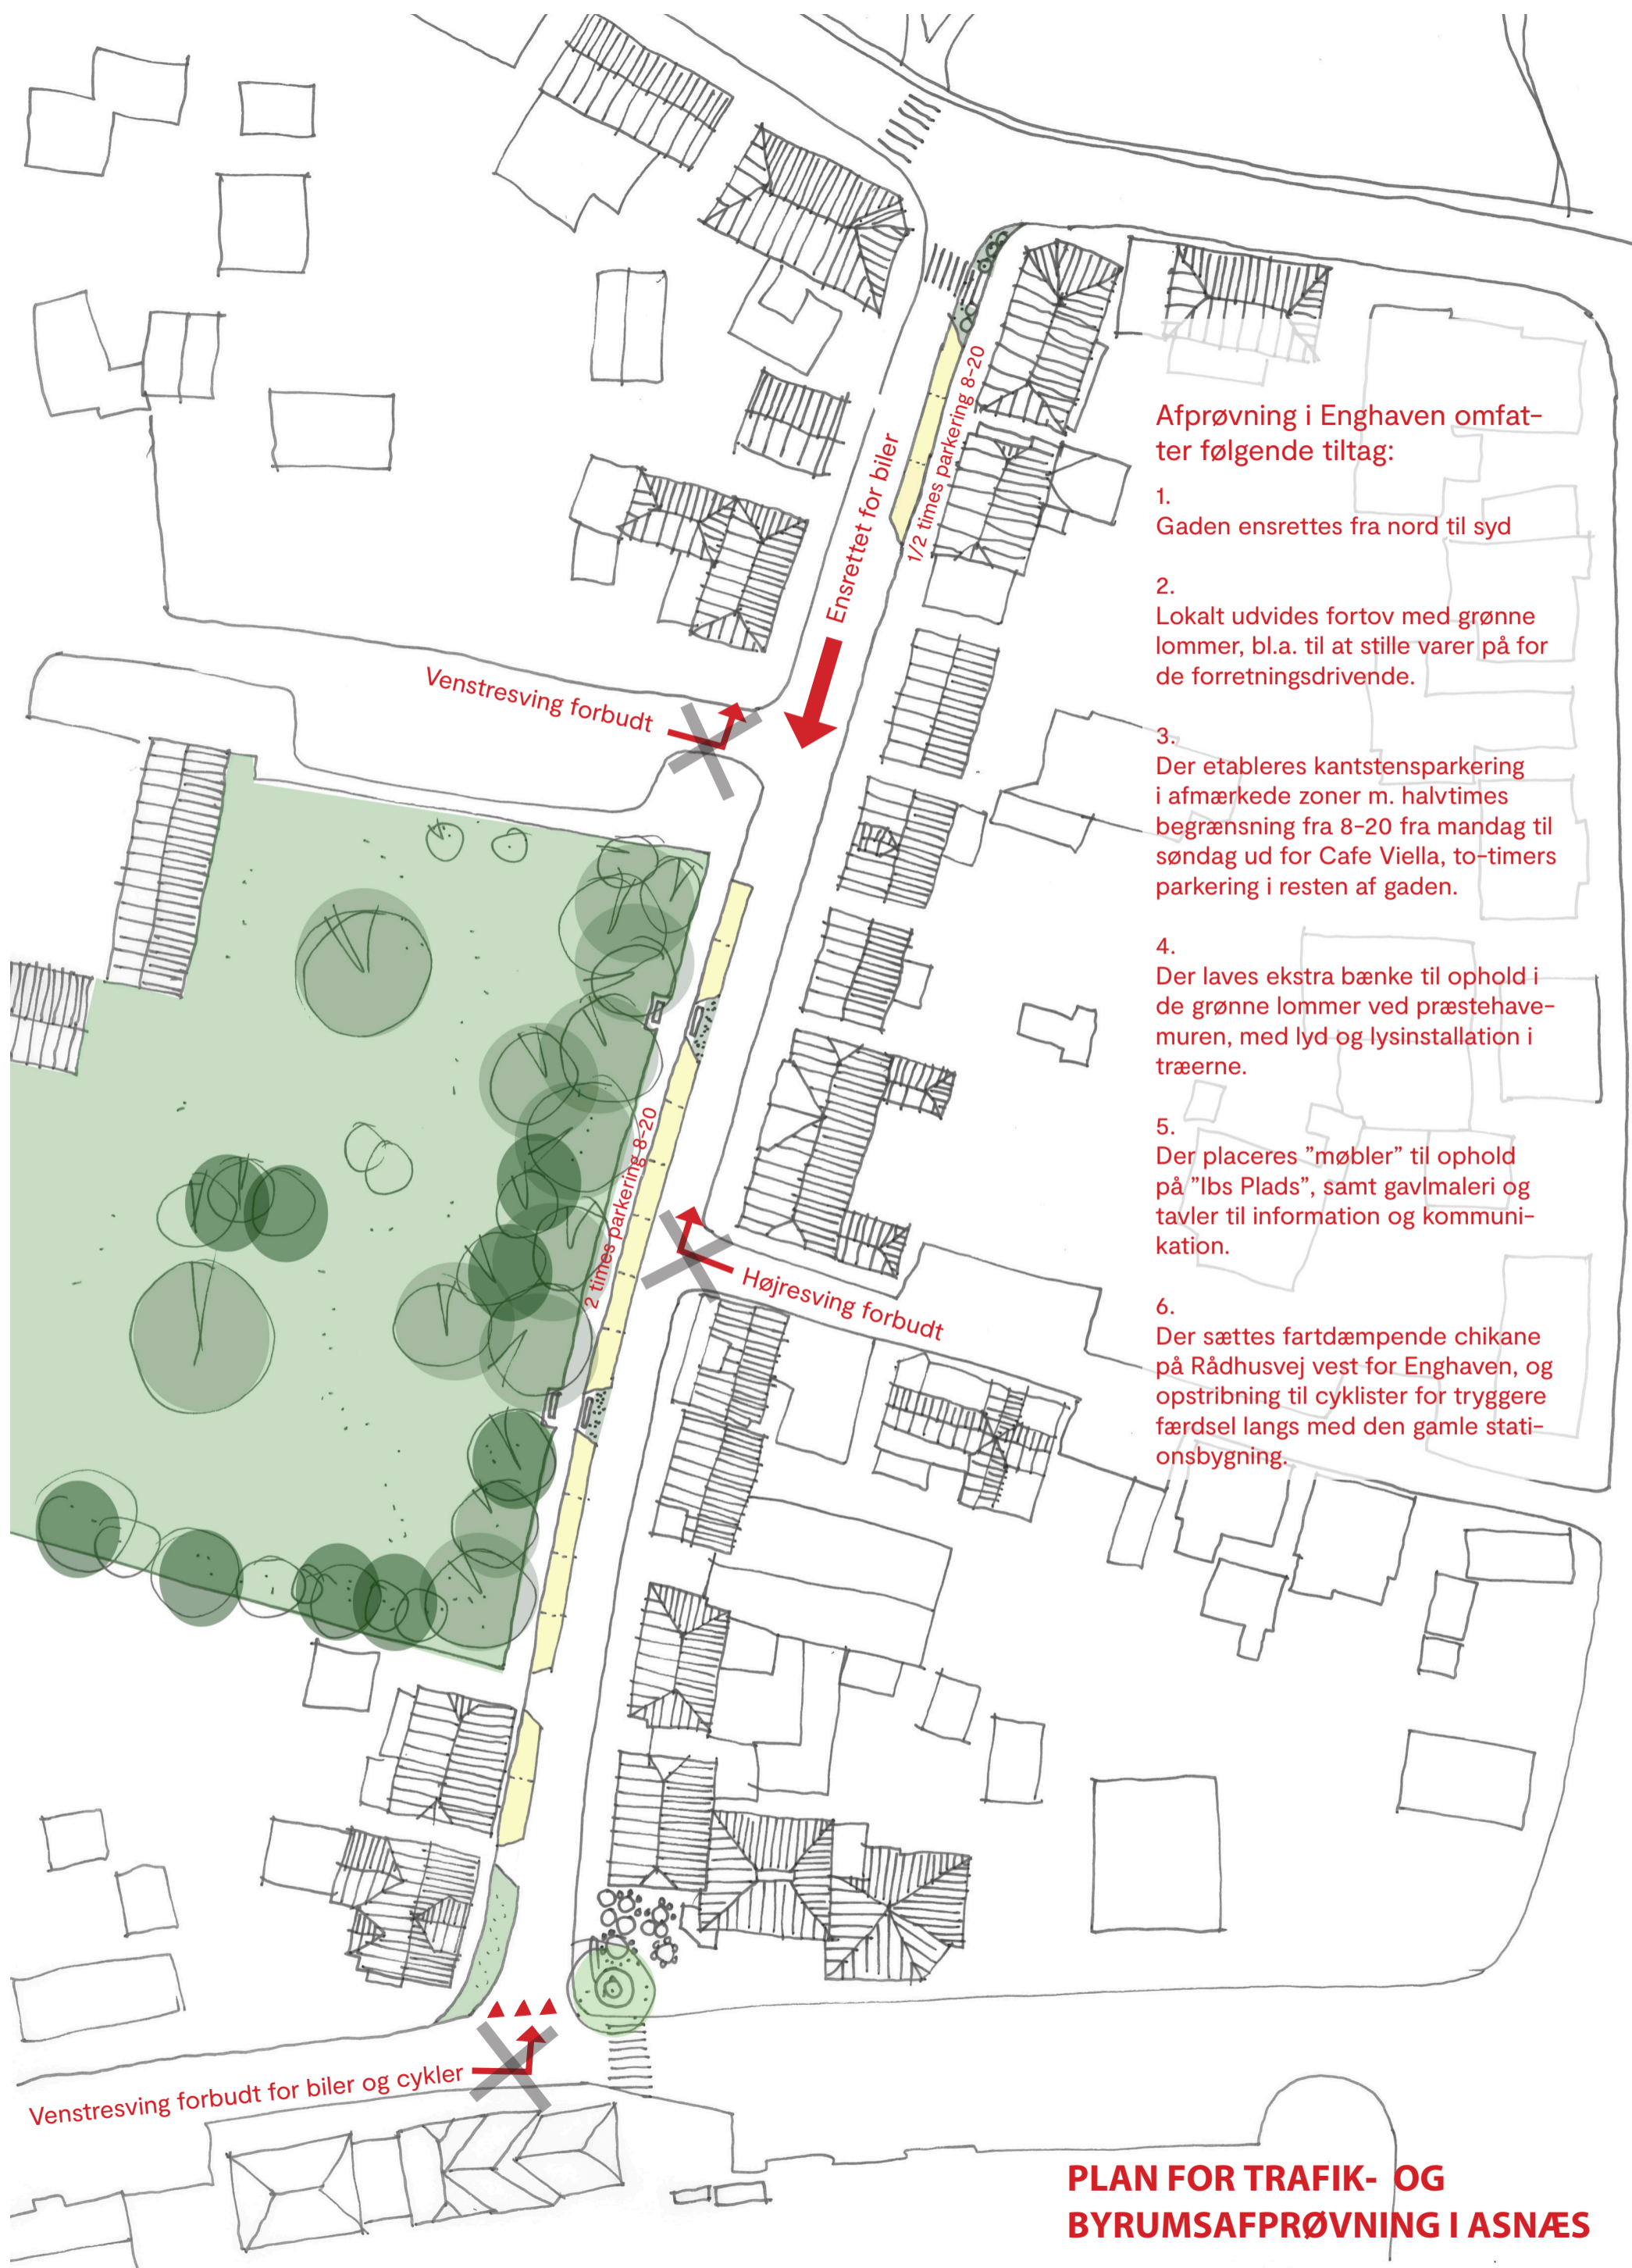 1/2 times parkering 8-20
Ensrettet for biler
Afprøvning i Enghaven omfat-
ter følgende tiltag:
1.
Gaden ensrettes fra nord til syd
2.
Lokalt udvides fortov med grønne
lommer, bl.a. til at stille varer på for
de forretningsdrivende.
3.
Der etableres kantstensparkering
i afmærkede zoner m. halvtimes
begrænsning fra 8-20 fra mandag til
søndag ud for Cafe Viella, to-timers
parkering i resten af gaden.
4.
Der laves ekstra bænke til ophold i
de grønne lommer ved præstehave-
muren, med lyd og lysinstallation i
træerne.
5.
Der placeres ”møbler” til ophold
på ”Ibs Plads”, samt gavlmaleri og
tavler til information og kommuni-
kation.
6.
Der sættes fartdæmpende chikane
på Rådhusvej vest for Enghaven, og
opstribning til cyklister for tryggere
færdsel langs med den gamle stati-
onsbygning.
Venstresving forbudt
2 times parkering 8-20
Højresving forbudt
Venstresving forbudt for biler og cykler
PLAN FOR TRAFIK- OG
BYRUMSAFPRØVNING I ASNÆS